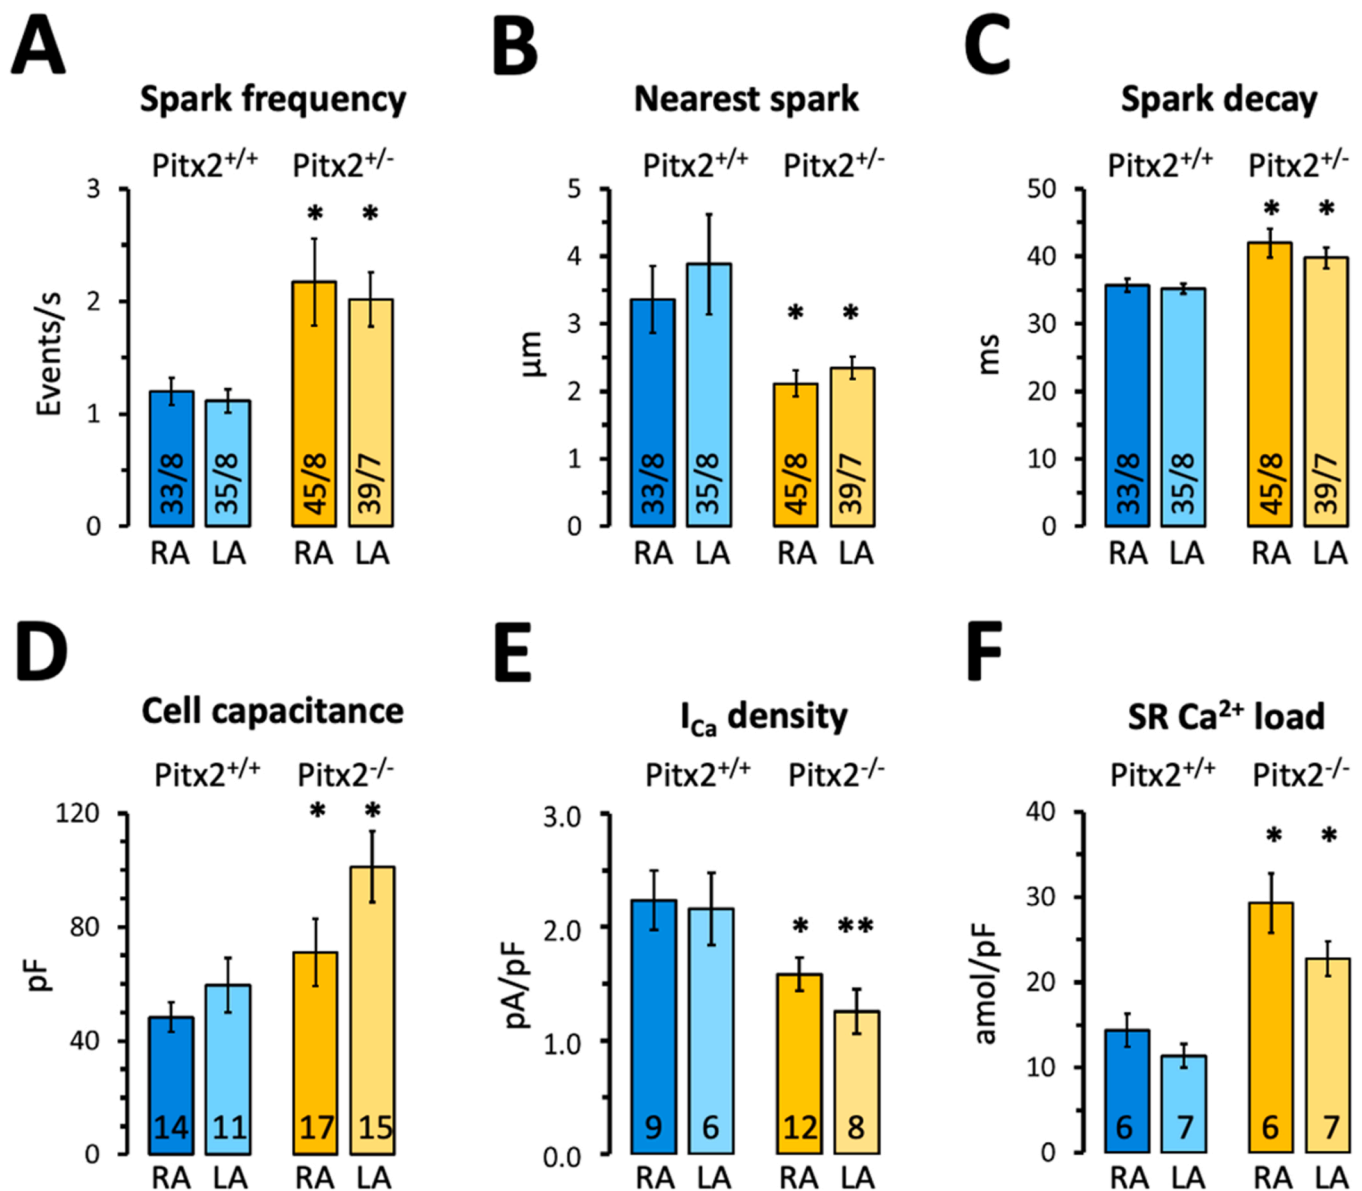 A
B
C
Spark frequency
Nearest spark
Spark decay
Pitx2+/+ Pitx2+/-
Pitx2+/+ Pitx2+/-
Pitx2+/+ Pitx2+/-
3
2
1
0
Events/s
* *
33/8 35/8 45/8 39/7
RA LA RA LA
5
4
3
2
1
0
µm
* *
33/8 35/8 45/8 39/7
RA LA RA LA
50
40
30
20
10
0
ms
* *
33/8 35/8 45/8 39/7
RA LA RA LA
D
E
F
Cell capacitance
ICa density
SR Ca2+ load
Pitx2+/+ Pitx2-/-
Pitx2+/+ Pitx2-/-
Pitx2+/+ Pitx2-/-
120
80
40
0
pF
* *
14 11 17 15
RA LA RA LA
3.0
2.0
1.0
0.0
pA/pF
* **
9 6 12 8
RA LA RA LA
40
30
20
10
0
amol/pF
* *
6 7 6 7
RA LA RA LA